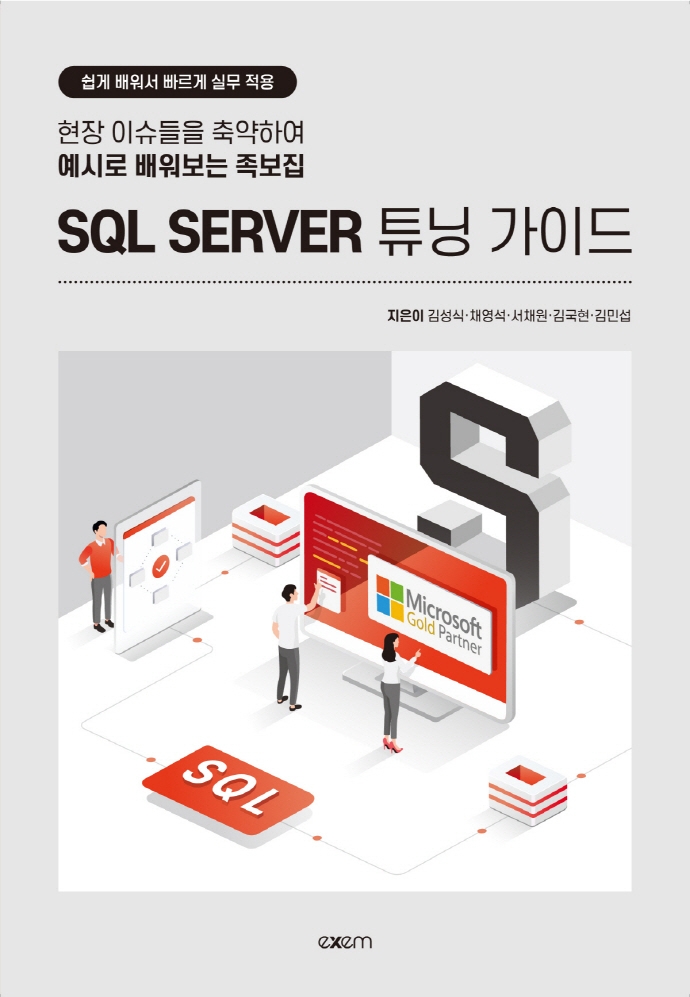 쉽게 배워서 빠르게 실무 적용
현장 이슈들을 축약하여
예시로 배워보는 족보집
SQL SERVER 튜닝 가이드
지은이 김성식·채영석·서채원·김국현·김민섭
S
Microsoft
Gold Partner
SQL
exem